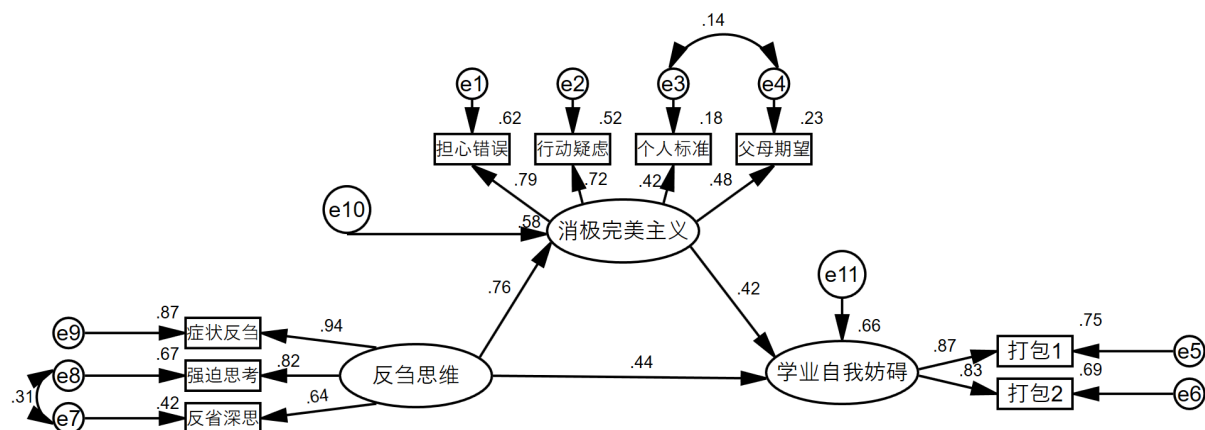 .14
e1 e2 e3 e4
.62 .52 .18 .23
担心错误 行动疑虑 个人标准 父母期望
.79 .72 .42 .48
e10 .58 消极完美主义
e11
.76 .42
e9 .87 症状反刍 .94 .66 .75
e8 .67 强迫思考 .82 反刍思维 .44 学业自我妨碍 .87 打包1 e5
.31 e7 .42 反省深思 .64 .83 打包2 .69 e6